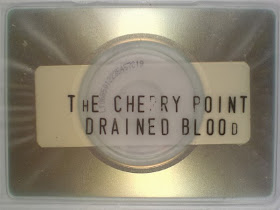 THE CHERRY POINT
DRAINED BLOOD